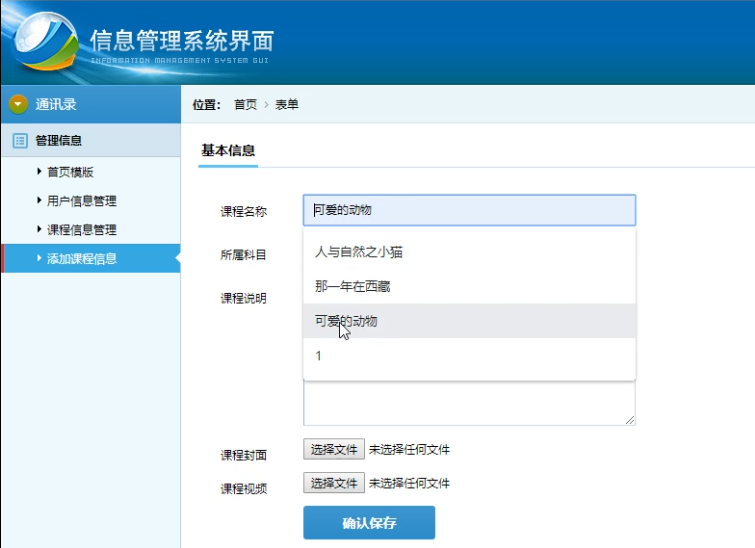 信息管理系统界面
INFORMATION MANAGEMENT SYSTEM GUI
通讯录
位置： 首页 › 表单
管理信息
首页模版
用户信息管理
课程信息管理
添加课程信息
基本信息
课程名称 可爱的动物
所属科目
人与自然之小猫
那一年在西藏
课程说明
可爱的动物
1
课程封面 选择文件 未选择任何文件
课程视频 选择文件 未选择任何文件
确认保存